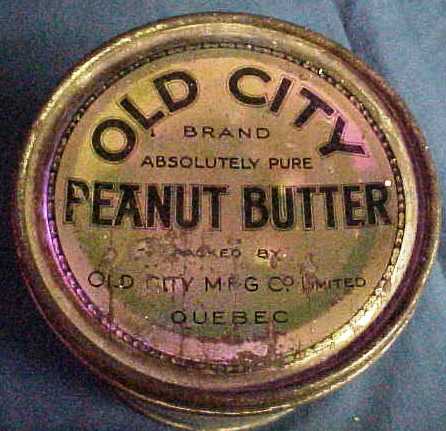 OLD CITY
BRAND
ABSOLUTELY PURE
PEANUT BUTTER
PACKED BY
OLD CITY MFG CO. LIMITED
QUEBEC